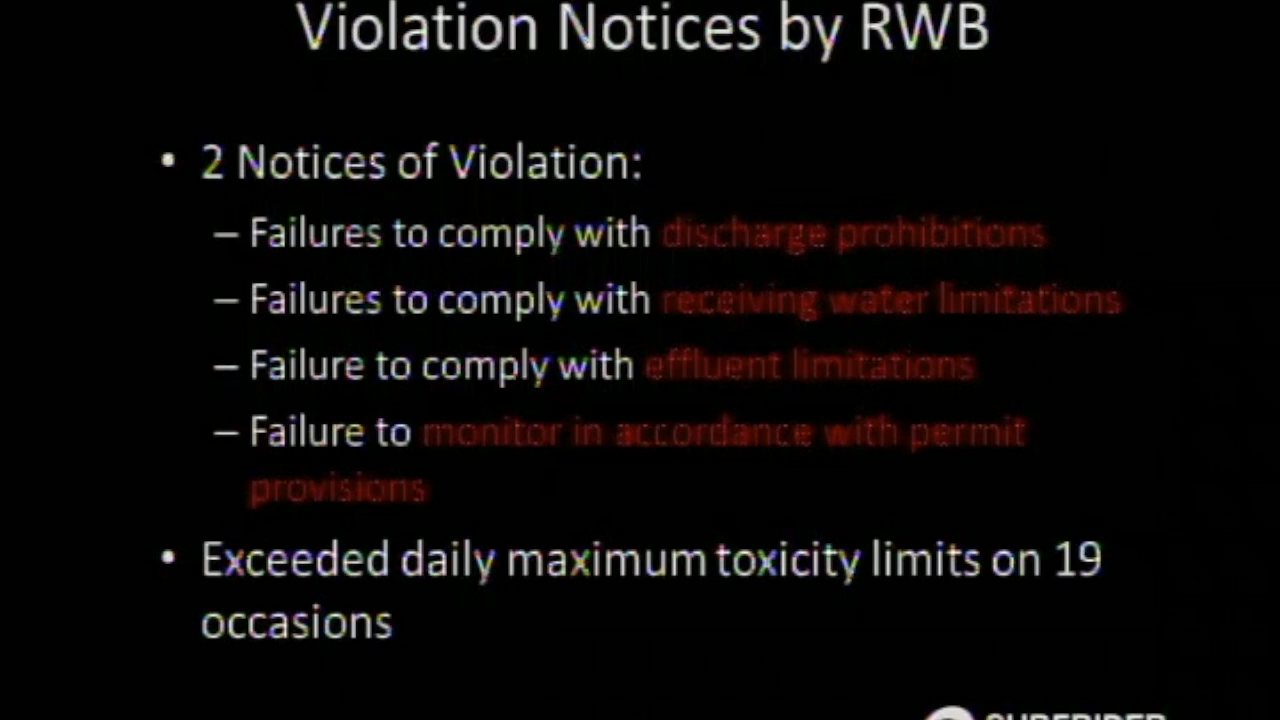 Violation Notices by RWB
• 2 Notices of Violation:
– Failures to comply with discharge prohibitions
– Failures to comply with receiving water limitations
– Failure to comply with effluent limitations
– Failure to monitor in accordance with permit
provisions
• Exceeded daily maximum toxicity limits on 19
occasions
SURFRIDER